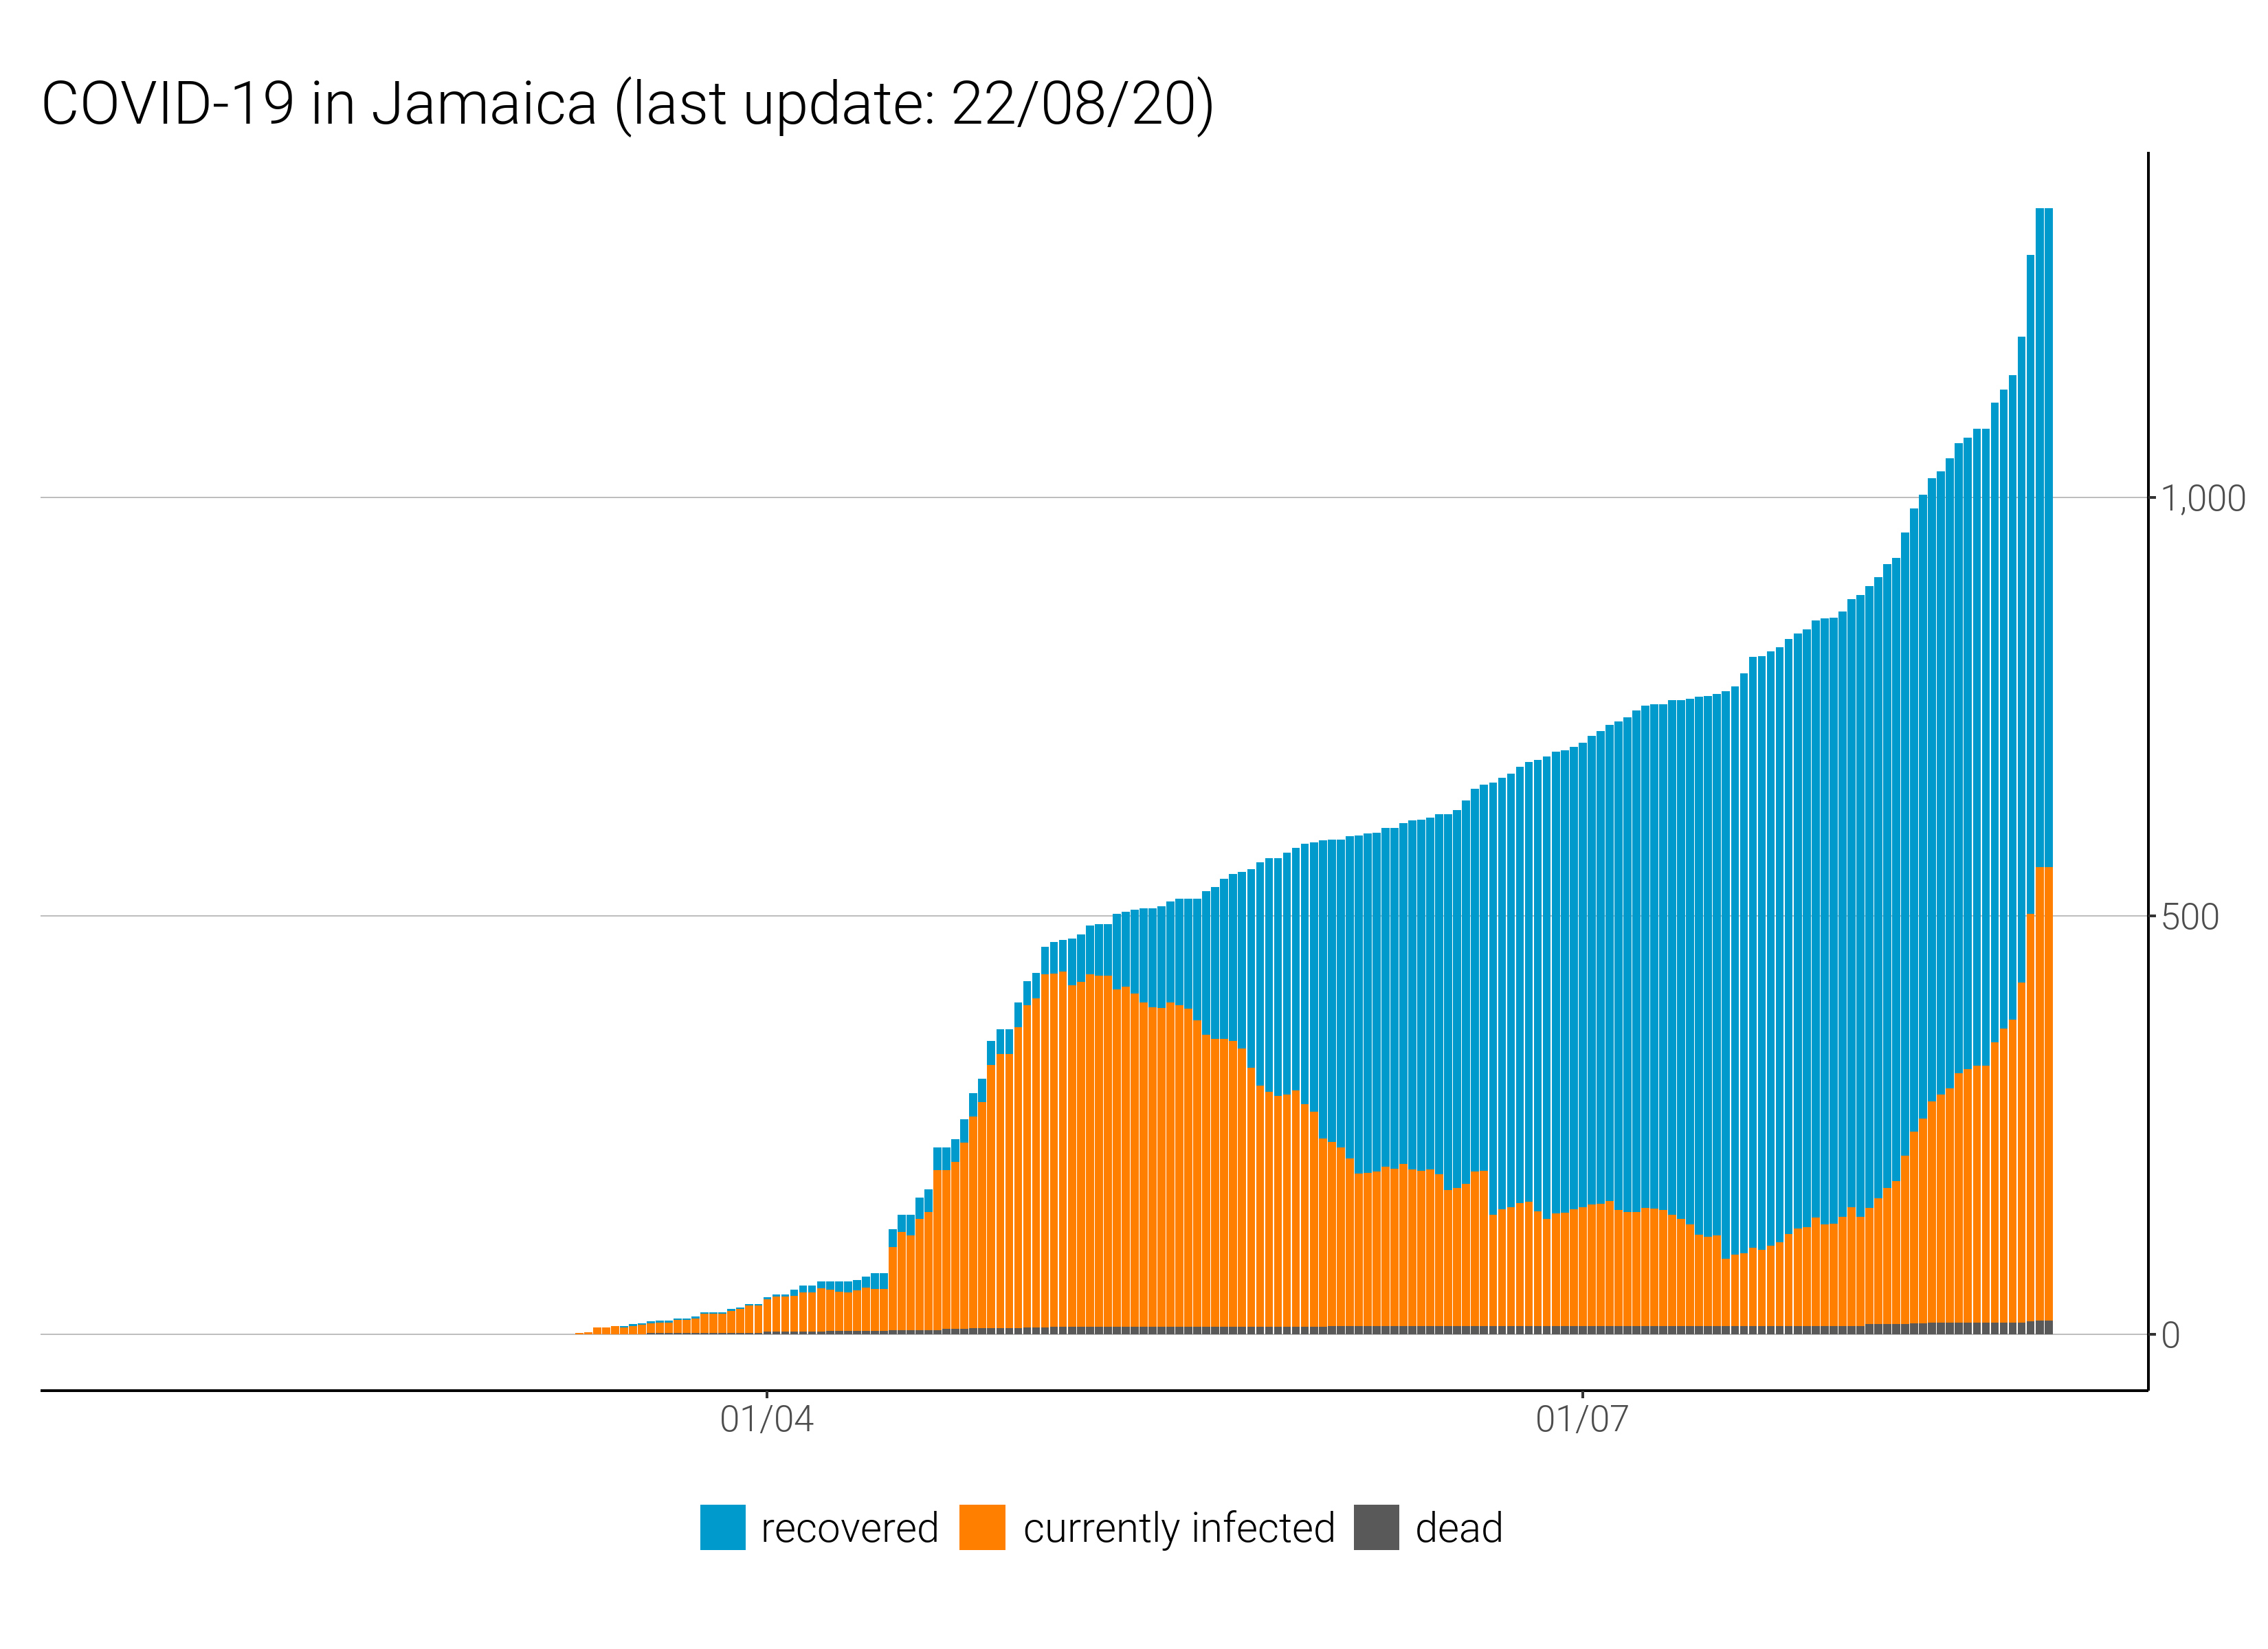 COVID-19 in Jamaica (last update: 22/08/20)
1,000
500
0
01/04 01/07
recovered currently infected dead